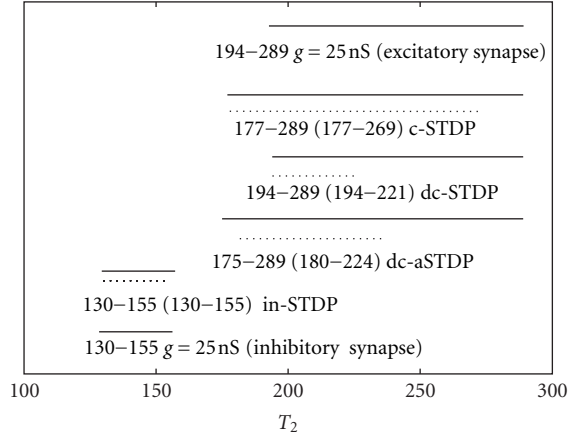 194−289 g = 25 nS (excitatory synapse)
177−289 (177−269) c-STDP
194−289 (194−221) dc-STDP
175−289 (180−224) dc-aSTDP
130−155 (130−155) in-STDP
130−155 g = 25 nS (inhibitory synapse)
100 150 200 250 300
T₂